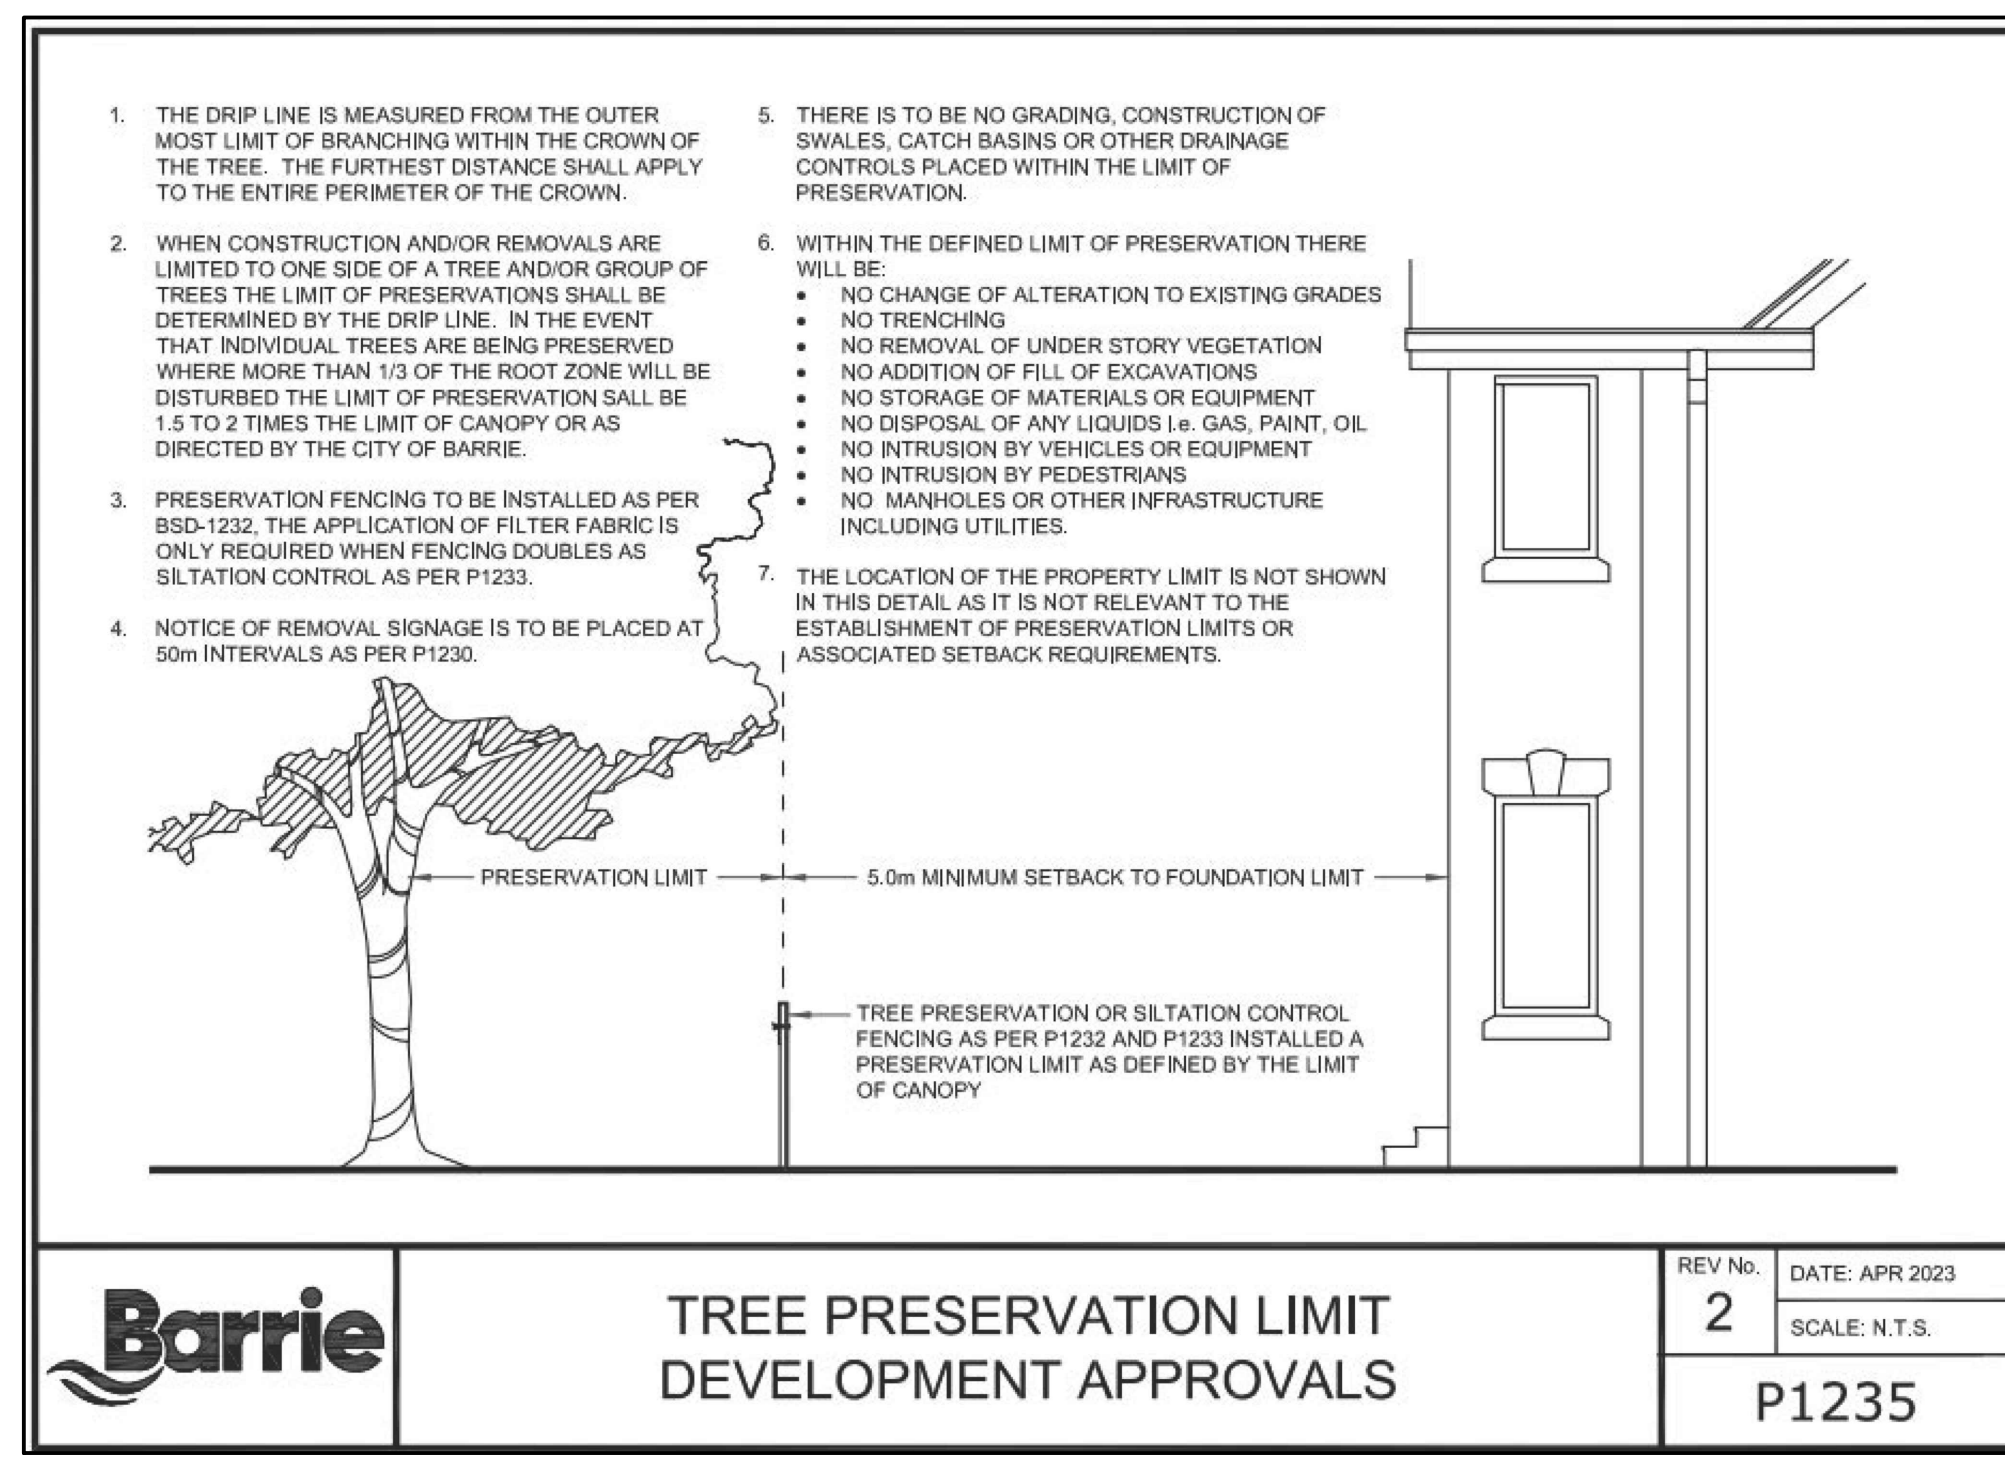 1. THE DRIP LINE IS MEASURED FROM THE OUTER
MOST LIMIT OF BRANCHING WITHIN THE CROWN OF
THE TREE. THE FURTHEST DISTANCE SHALL APPLY
TO THE ENTIRE PERIMETER OF THE CROWN.
2. WHEN CONSTRUCTION AND/OR REMOVALS ARE
LIMITED TO ONE SIDE OF A TREE AND/OR GROUP OF
TREES THE LIMIT OF PRESERVATIONS SHALL BE
DETERMINED BY THE DRIP LINE. IN THE EVENT
THAT INDIVIDUAL TREES ARE BEING PRESERVED
WHERE MORE THAN 1/3 OF THE ROOT ZONE WILL BE
DISTURBED THE LIMIT OF PRESERVATION SALL BE
1.5 TO 2 TIMES THE LIMIT OF CANOPY OR AS
DIRECTED BY THE CITY OF BARRIE.
3. PRESERVATION FENCING TO BE INSTALLED AS PER
BSD-1232, THE APPLICATION OF FILTER FABRIC IS
ONLY REQUIRED WHEN FENCING DOUBLES AS
SILTATION CONTROL AS PER P1233.
4. NOTICE OF REMOVAL SIGNAGE IS TO BE PLACED AT
50m INTERVALS AS PER P1230.
5. THERE IS TO BE NO GRADING, CONSTRUCTION OF
SWALES, CATCH BASINS OR OTHER DRAINAGE
CONTROLS PLACED WITHIN THE LIMIT OF
PRESERVATION.
6. WITHIN THE DEFINED LIMIT OF PRESERVATION THERE
WILL BE:
• NO CHANGE OF ALTERATION TO EXISTING GRADES
• NO TRENCHING
• NO REMOVAL OF UNDER STORY VEGETATION
• NO ADDITION OF FILL OF EXCAVATIONS
• NO STORAGE OF MATERIALS OR EQUIPMENT
• NO DISPOSAL OF ANY LIQUIDS I.e. GAS, PAINT, OIL
• NO INTRUSION BY VEHICLES OR EQUIPMENT
• NO INTRUSION BY PEDESTRIANS
• NO MANHOLES OR OTHER INFRASTRUCTURE
INCLUDING UTILITIES.
7. THE LOCATION OF THE PROPERTY LIMIT IS NOT SHOWN
IN THIS DETAIL AS IT IS NOT RELEVANT TO THE
ESTABLISHMENT OF PRESERVATION LIMITS OR
ASSOCIATED SETBACK REQUIREMENTS.
PRESERVATION LIMIT
5.0m MINIMUM SETBACK TO FOUNDATION LIMIT
TREE PRESERVATION OR SILTATION CONTROL
FENCING AS PER P1232 AND P1233 INSTALLED A
PRESERVATION LIMIT AS DEFINED BY THE LIMIT
OF CANOPY
Barrie
TREE PRESERVATION LIMIT
DEVELOPMENT APPROVALS
REV No.
2
DATE: APR 2023
SCALE: N.T.S.
P1235